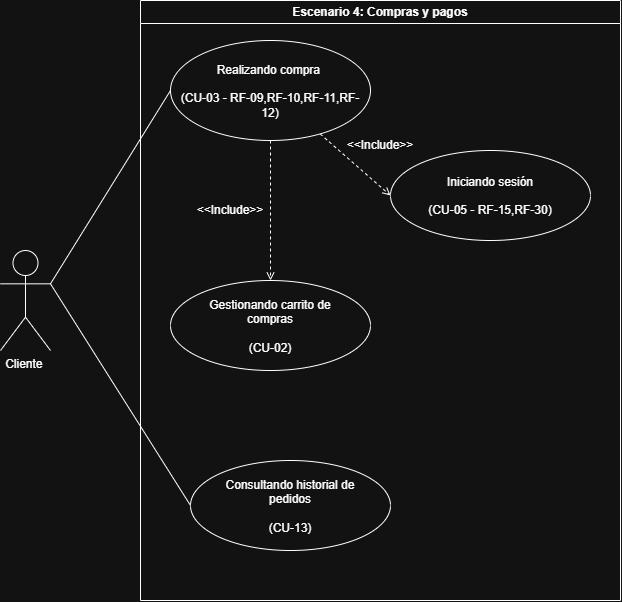 Escenario 4: Compras y pagos
Realizando compra
(CU-03 - RF-09,RF-10,RF-11,RF-
12)
<<Include>>
Iniciando sesión
(CU-05 - RF-15,RF-30)
<<Include>>
Gestionando carrito de
compras
(CU-02)
Cliente
Consultando historial de
pedidos
(CU-13)